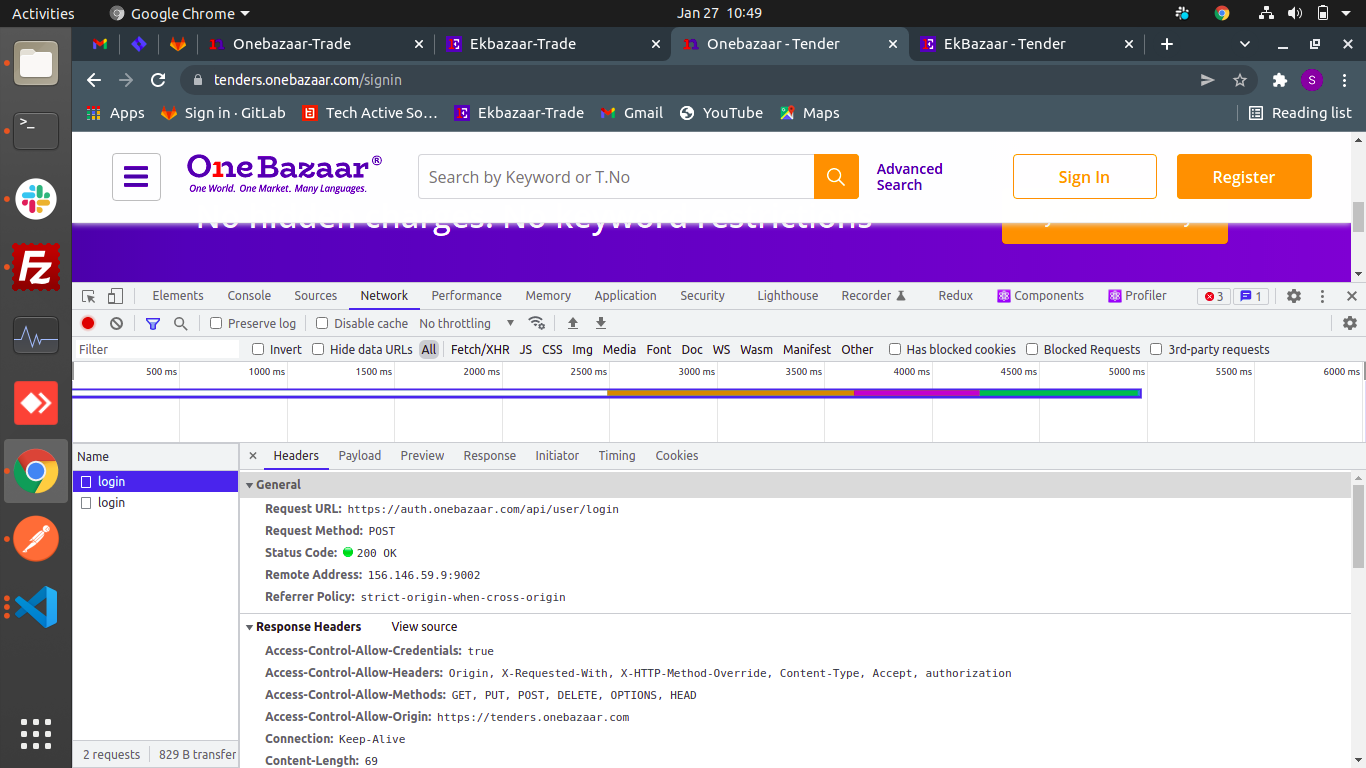 Activities
Google Chrome
Jan 27 10:49
Onebazaar-Trade
Ekbazaar-Trade
Onebazaar - Tender
EkBazaar - Tender
tenders.onebazaar.com/signin
S
Apps
Sign in · GitLab
Tech Active So…
Ekbazaar-Trade
Gmail
YouTube
Maps
Reading list
OneBazaar®
One World. One Market. Many Languages.
Search by Keyword or T.No
Advanced
Search
Sign In
Register
No hidden charges. No keyword restrictions
Elements Console Sources Network Performance Memory Application Security Lighthouse Recorder Redux Components Profiler 3 1
Preserve log Disable cache No throttling
Filter Invert Hide data URLs All Fetch/XHR JS CSS Img Media Font Doc WS Wasm Manifest Other Has blocked cookies Blocked Requests 3rd-party requests
500 ms 1000 ms 1500 ms 2000 ms 2500 ms 3000 ms 3500 ms 4000 ms 4500 ms 5000 ms 5500 ms 6000 ms
Name
login
login
2 requests 829 B transfer
Headers Payload Preview Response Initiator Timing Cookies
General
Request URL: https://auth.onebazaar.com/api/user/login
Request Method: POST
Status Code: 200 OK
Remote Address: 156.146.59.9:9002
Referrer Policy: strict-origin-when-cross-origin
Response Headers View source
Access-Control-Allow-Credentials: true
Access-Control-Allow-Headers: Origin, X-Requested-With, X-HTTP-Method-Override, Content-Type, Accept, authorization
Access-Control-Allow-Methods: GET, PUT, POST, DELETE, OPTIONS, HEAD
Access-Control-Allow-Origin: https://tenders.onebazaar.com
Connection: Keep-Alive
Content-Length: 69